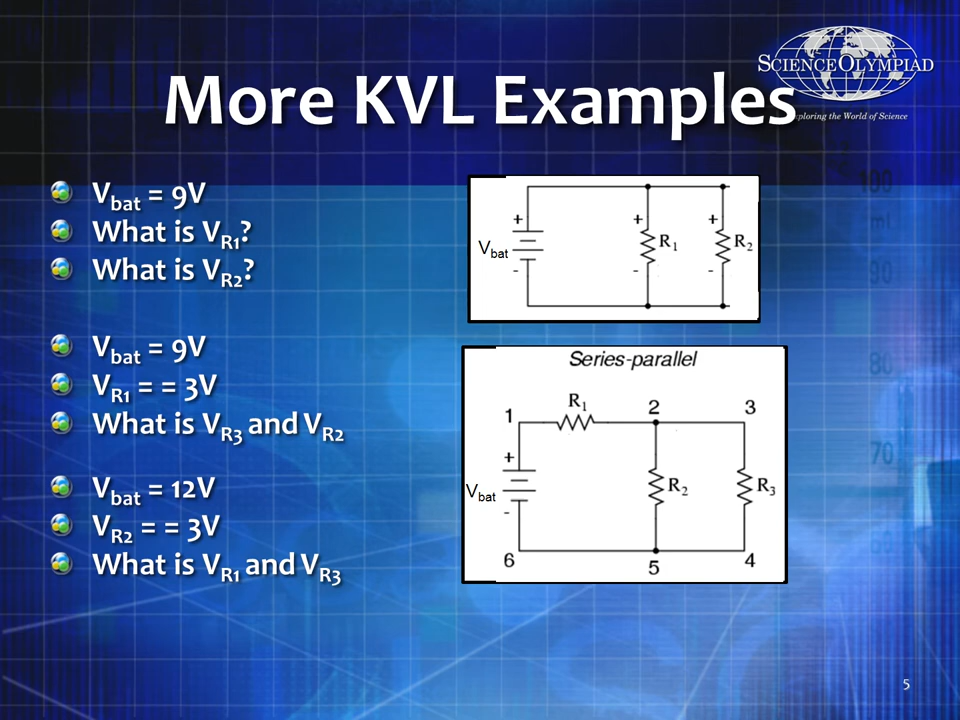 SCIENCE OLYMPIAD
More KVL Examples
ploring the World of Science
Vbat = 9V
What is VR1?
What is VR2?
Vbat = 9V
VR1 = = 3V
What is VR3 and VR2
Vbat = 12V
VR2 = = 3V
What is VR1 and VR3
+ + +
Vbat R1 R2
- - -
Series-parallel
R1
1 2 3
+
Vbat R2 R3
-
6 5 4
5